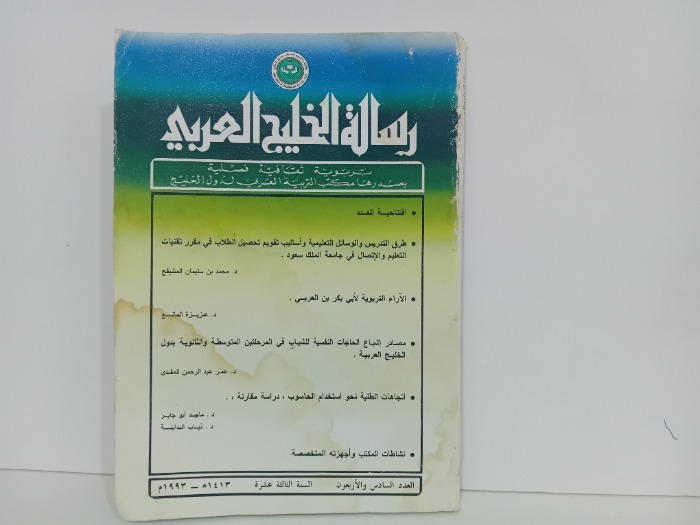 رسالة الخليج العربي
تربوية ثقافية فصلية
يصدرها مكتب التربية العربي لدول الخليج
• افتتاحية العدد
• طرق التدريس والوسائل التعليمية وأساليب تقويم تحصيل الطلاب في مقرر تقنيات
التعليم والإتصال في جامعة الملك سعود .
د. محمد بن سليمان المشيقح
• الآراء التربوية لأبي بكر بن العربي .
د. عزيزة المانع
• مصادر إشباع الحاجات النفسية للشباب في المرحلتين المتوسطة والثانوية بدول
الخليج العربية .
د. عمر عبد الرحمن المفدى
• اتجاهات الطلبة نحو استخدام الحاسوب ، دراسة مقارنة ، .
د . ماجد أبو جابر
د . ذياب البداينة
• نشاطات المكتب وأجهزته المتخصصة
العدد السادس والأربعون السنة الثالثة عشرة ١٤١٣هـ – ١٩٩٣م